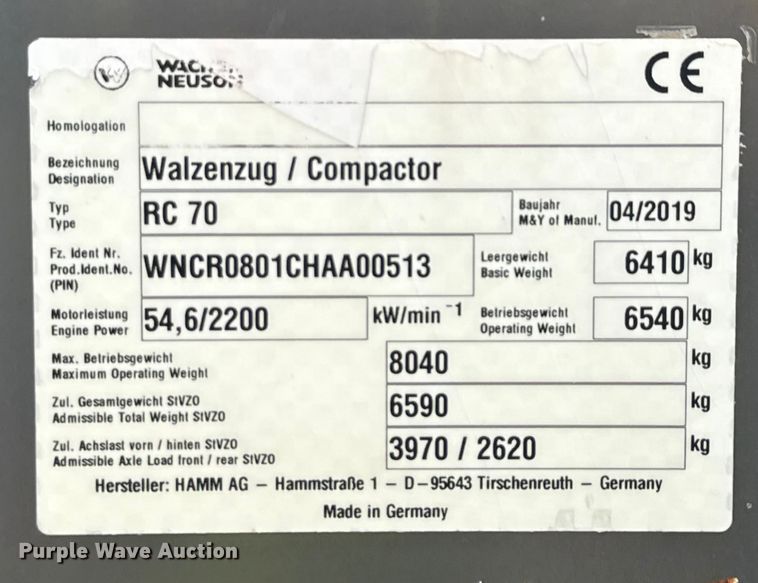 WACKER
NEUSON
CE
Homologation
Bezeichnung
Designation
Walzenzug / Compactor
Typ
Type
RC 70
Baujahr
M&Y of Manuf.
04/2019
Fz. Ident Nr.
Prod.Ident.No.
(PIN)
WNCR0801CHAA00513
Leergewicht
Basic Weight
6410 kg
Motorleistung
Engine Power
54,6/2200 kW/min⁻¹
Betriebsgewicht
Operating Weight
6540 kg
Max. Betriebsgewicht
Maximum Operating Weight
8040 kg
Zul. Gesamtgewicht StVZO
Admissible Total Weight StVZO
6590 kg
Zul. Achslast vorn / hinten StVZO
Admissible Axle Load front / rear StVZO
3970 / 2620 kg
Hersteller: HAMM AG – Hammstraße 1 – D–95643 Tirschenreuth – Germany
Made in Germany
Purple Wave Auction